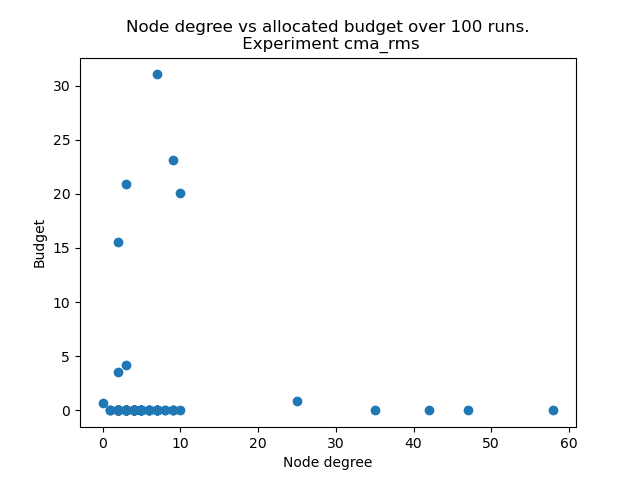 Node degree vs allocated budget over 100 runs.
Experiment cma_rms
30
25
20
15
10
5
0
Budget
0 10 20 30 40 50 60
Node degree